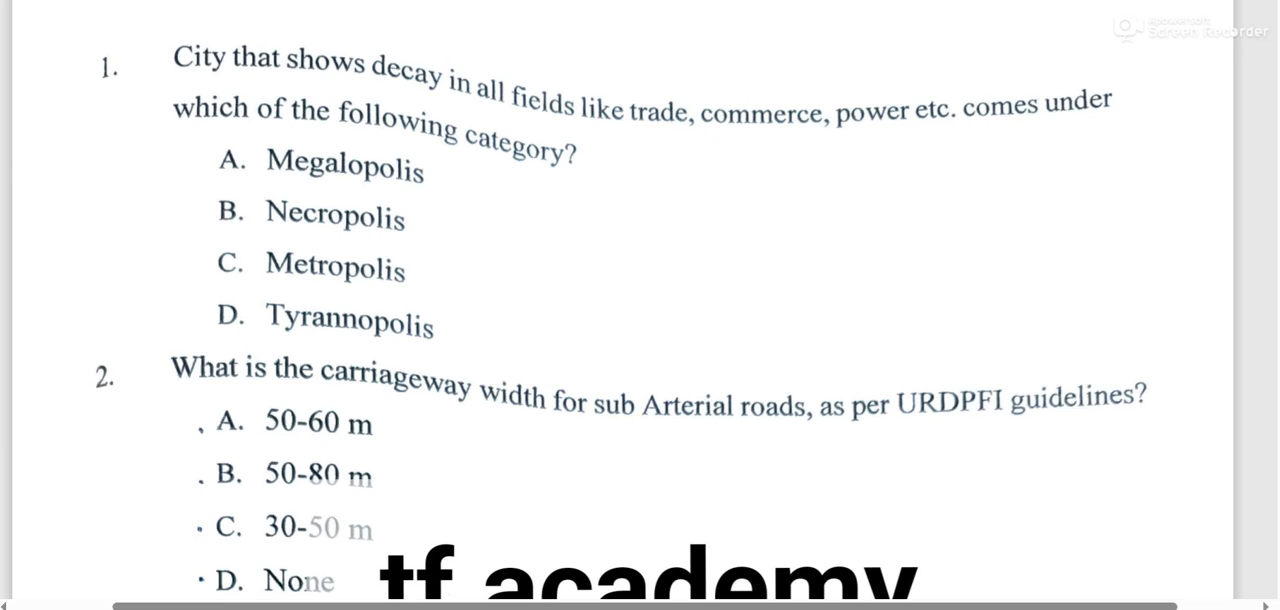 Apowersoft
Screen Recorder
1. City that shows decay in all fields like trade, commerce, power etc. comes under
which of the following category?
A. Megalopolis
B. Necropolis
C. Metropolis
D. Tyrannopolis
2. What is the carriageway width for sub Arterial roads, as per URDPFI guidelines?
A. 50-60 m
B. 50-80 m
C. 30-50 m
D. None
tf academy